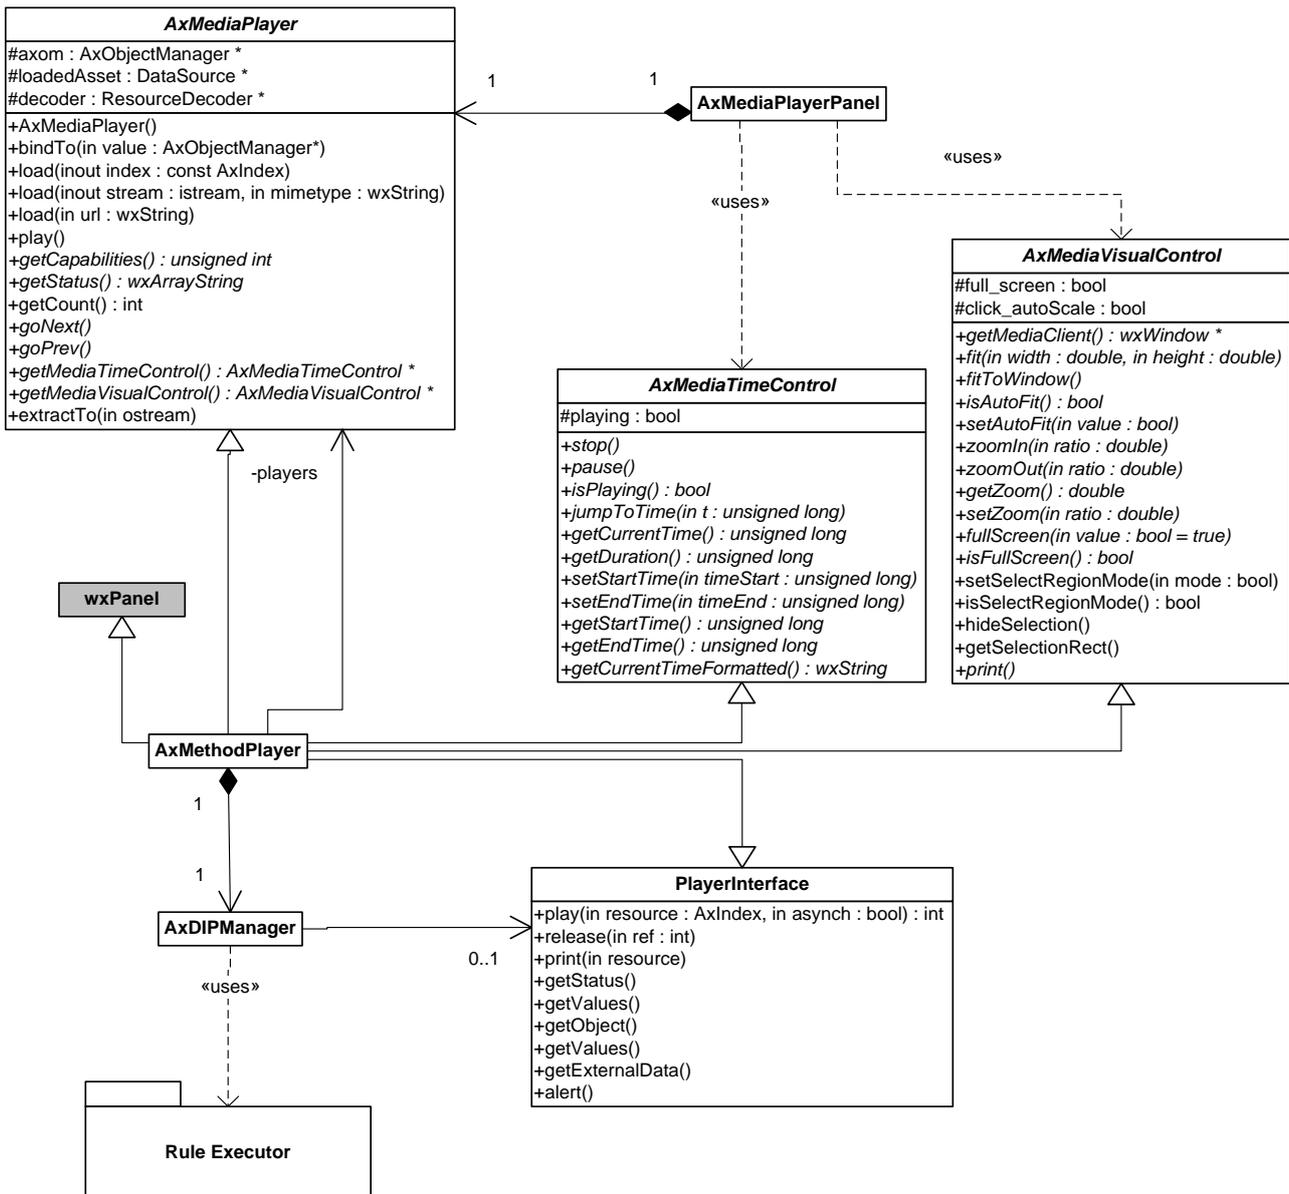 AxMediaPlayer
#axom : AxObjectManager *
#loadedAsset : DataSource *
#decoder : ResourceDecoder *
+AxMediaPlayer()
+bindTo(in value : AxObjectManager*)
+load(inout index : const AxIndex)
+load(inout stream : istream, in mimetype : wxString)
+load(in url : wxString)
+play()
+getCapabilities() : unsigned int
+getStatus() : wxArrayString
+getCount() : int
+goNext()
+goPrev()
+getMediaTimeControl() : AxMediaTimeControl *
+getMediaVisualControl() : AxMediaVisualControl *
+extractTo(in ostream)
1
1
AxMediaPlayerPanel
«uses»
«uses»
AxMediaVisualControl
#full_screen : bool
#click_autoScale : bool
+getMediaClient() : wxWindow *
+fit(in width : double, in height : double)
+fitToWindow()
+isAutoFit() : bool
+setAutoFit(in value : bool)
+zoomIn(in ratio : double)
+zoomOut(in ratio : double)
+getZoom() : double
+setZoom(in ratio : double)
+fullScreen(in value : bool = true)
+isFullScreen() : bool
+setSelectRegionMode(in mode : bool)
+isSelectRegionMode() : bool
+hideSelection()
+getSelectionRect()
+print()
AxMediaTimeControl
#playing : bool
+stop()
+pause()
+isPlaying() : bool
+jumpToTime(in t : unsigned long)
+getCurrentTime() : unsigned long
+getDuration() : unsigned long
+setStartTime(in timeStart : unsigned long)
+setEndTime(in timeEnd : unsigned long)
+getStartTime() : unsigned long
+getEndTime() : unsigned long
+getCurrentTimeFormatted() : wxString
-players
wxPanel
AxMethodPlayer
1
1
AxDIPManager
0..1
«uses»
PlayerInterface
+play(in resource : AxIndex, in asynch : bool) : int
+release(in ref : int)
+print(in resource)
+getStatus()
+getValues()
+getObject()
+getValues()
+getExternalData()
+alert()
Rule Executor